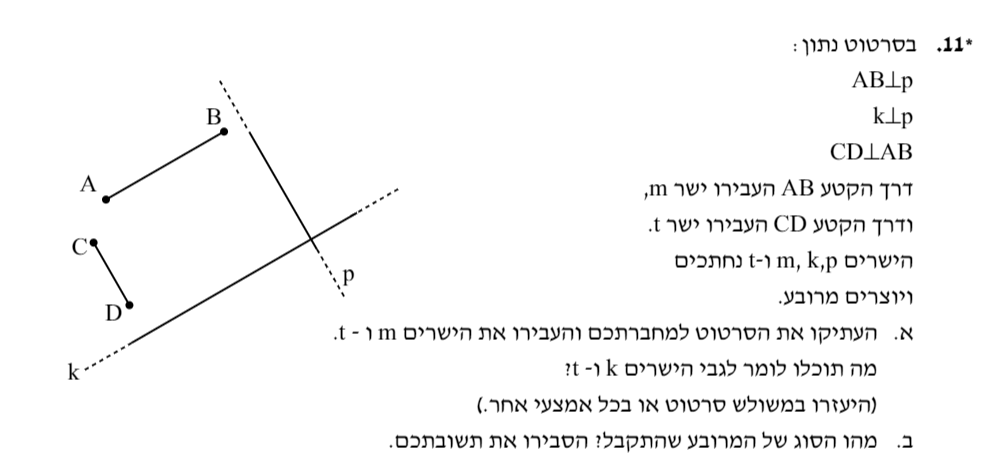 *11. בסרטוט נתון:
AB⊥p
k⊥p
CD⊥AB
דרך הקטע AB העבירו ישר m,
ודרך הקטע CD העבירו ישר t.
הישרים m, k,p ו-t נחתכים
ויוצרים מרובע.
א. העתיקו את הסרטוט למחברתכם והעבירו את הישרים m ו - t.
מה תוכלו לומר לגבי הישרים k ו- t?
(היעזרו במשולש סרטוט או בכל אמצעי אחר.)
ב. מהו הסוג של המרובע שהתקבל? הסבירו את תשובתכם.
B
A
C
D
p
k